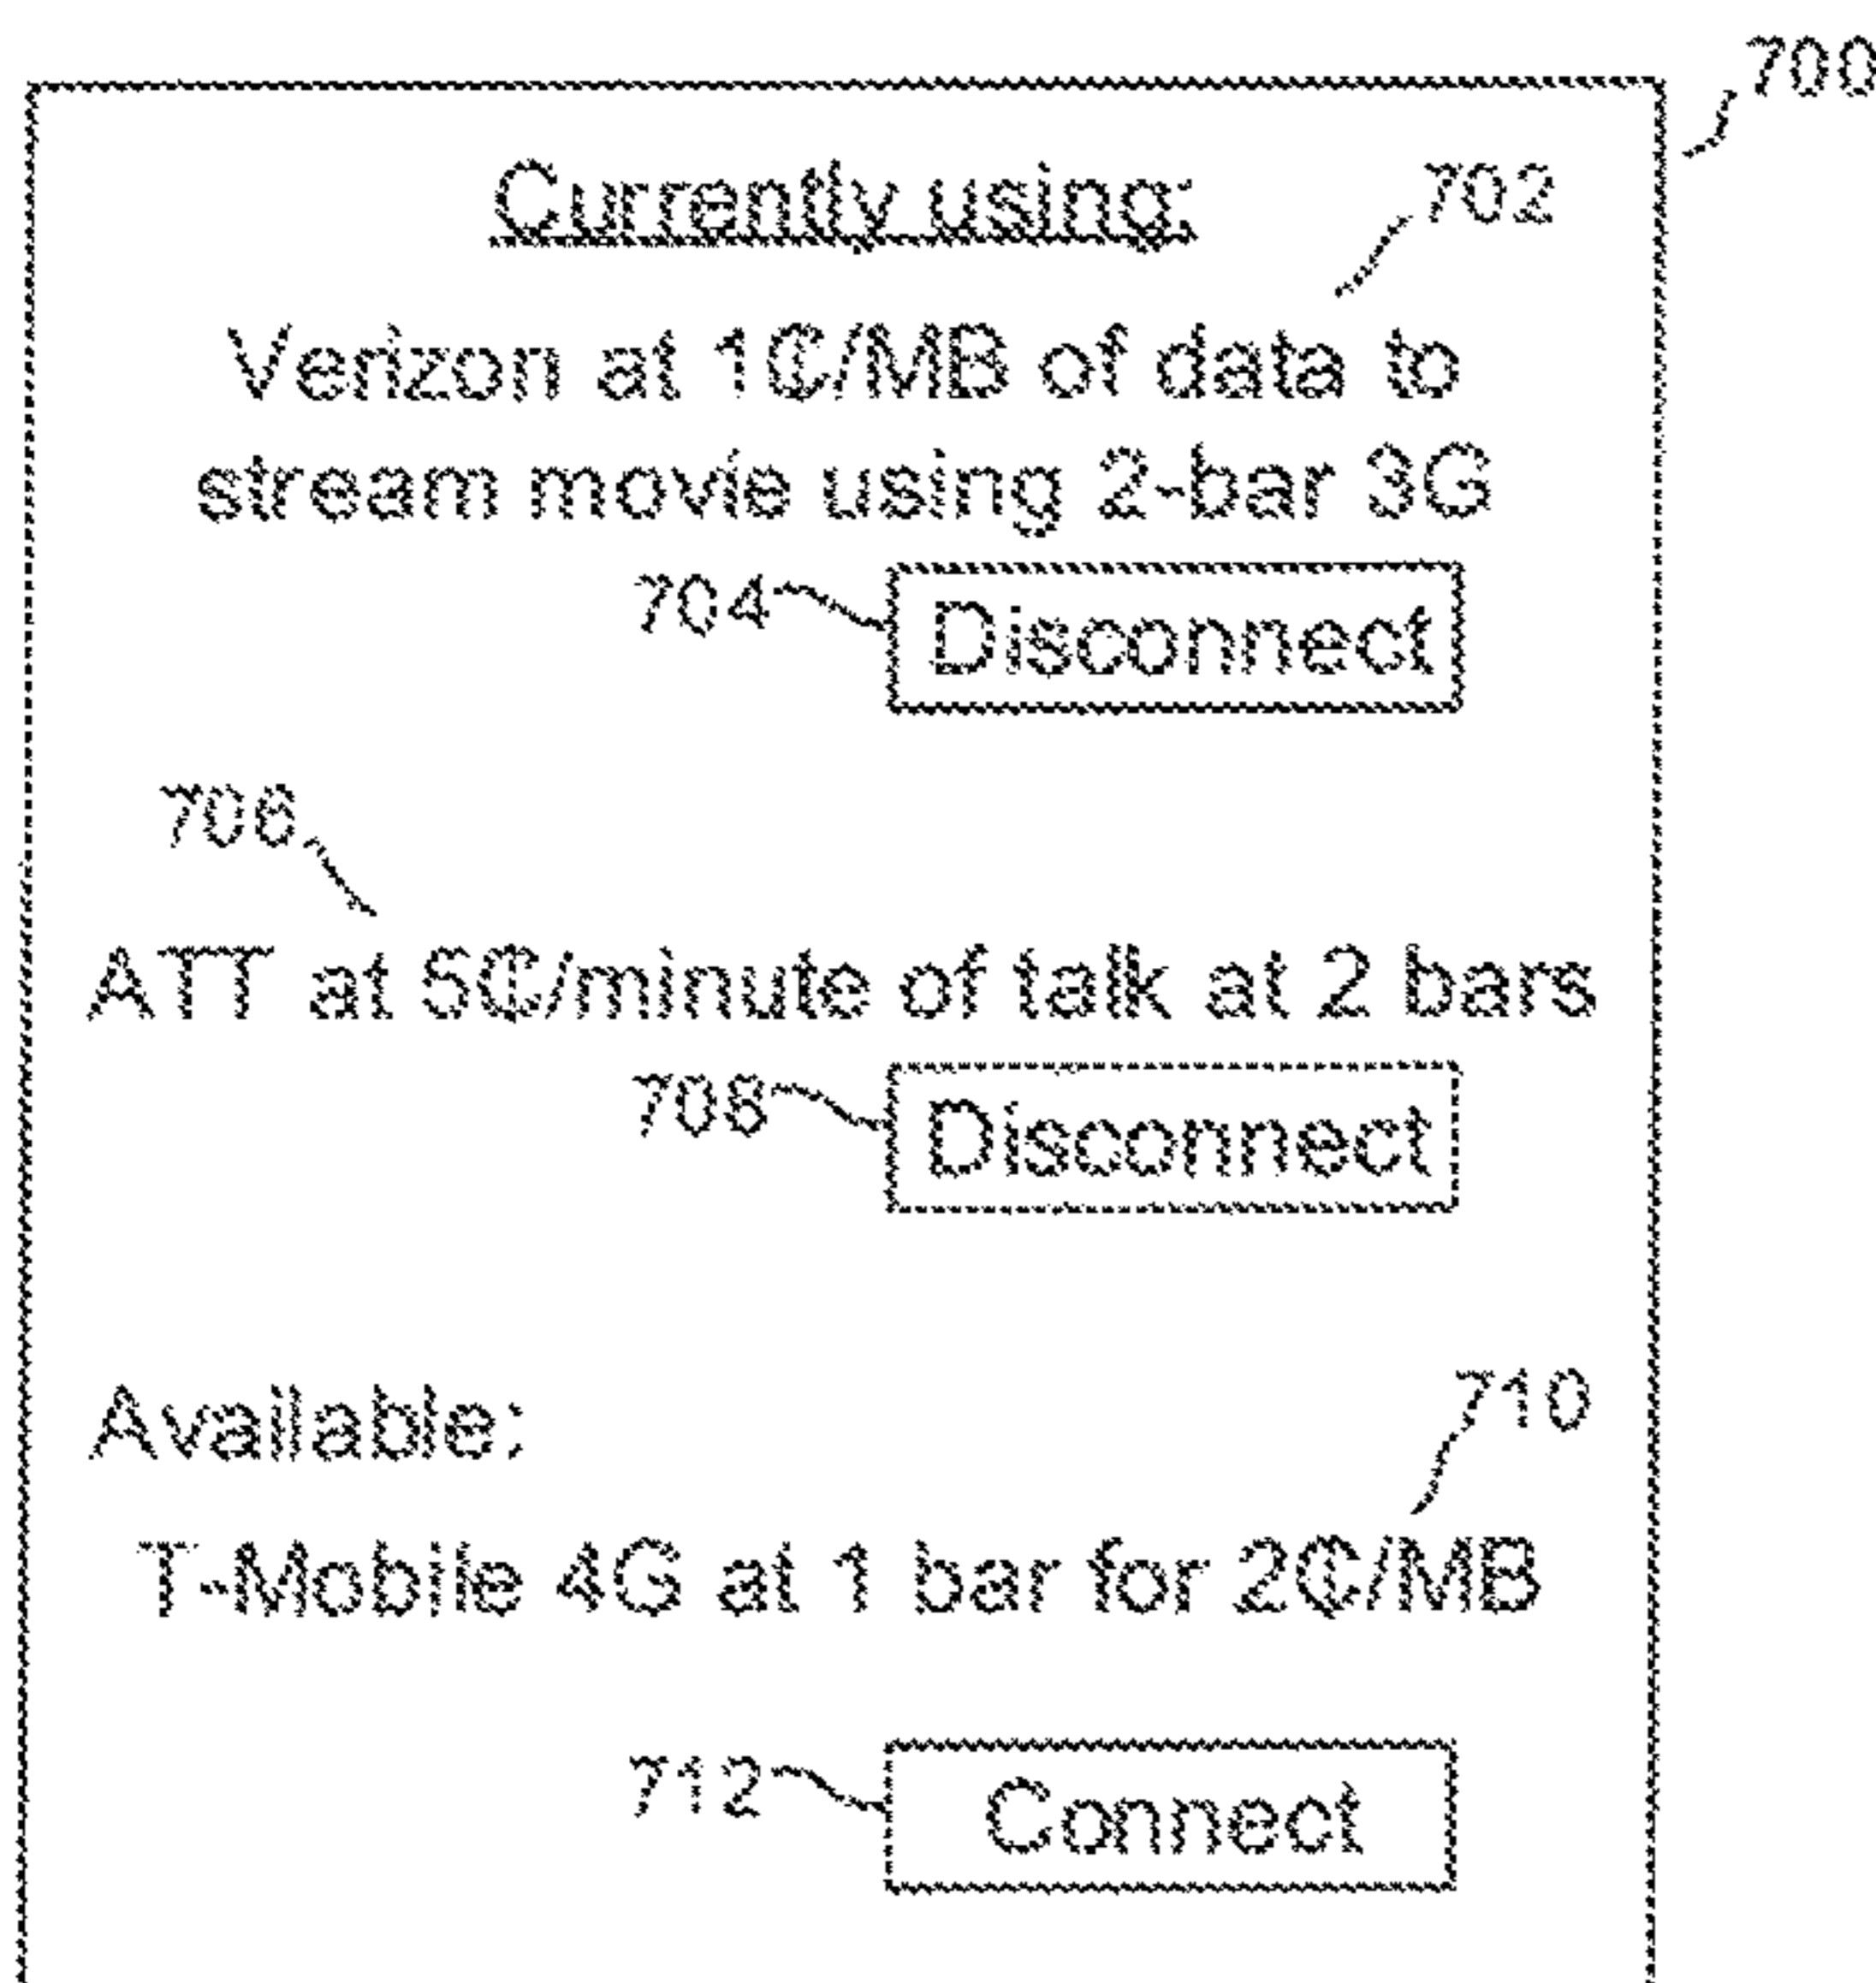 700
Currently using:
702
Verizon at 1₵/MB of data to
stream movie using 2-bar 3G
704 Disconnect
706
ATT at 5₵/minute of talk at 2 bars
708 Disconnect
710
Available:
T-Mobile 4G at 1 bar for 2₵/MB
712 Connect